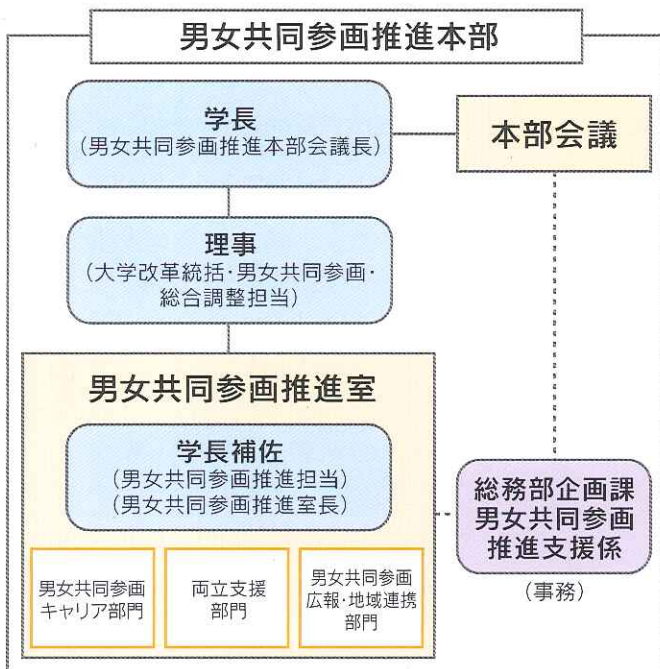 男女共同参画推進本部
学長
(男女共同参画推進本部会議長)
本部会議
理事
(大学改革統括・男女共同参画・
総合調整担当)
男女共同参画推進室
学長補佐
(男女共同参画推進担当)
(男女共同参画推進室長)
総務部企画課
男女共同参画
推進支援係
(事務)
男女共同参画
キャリア部門
両立支援
部門
男女共同参画
広報・地域連携
部門